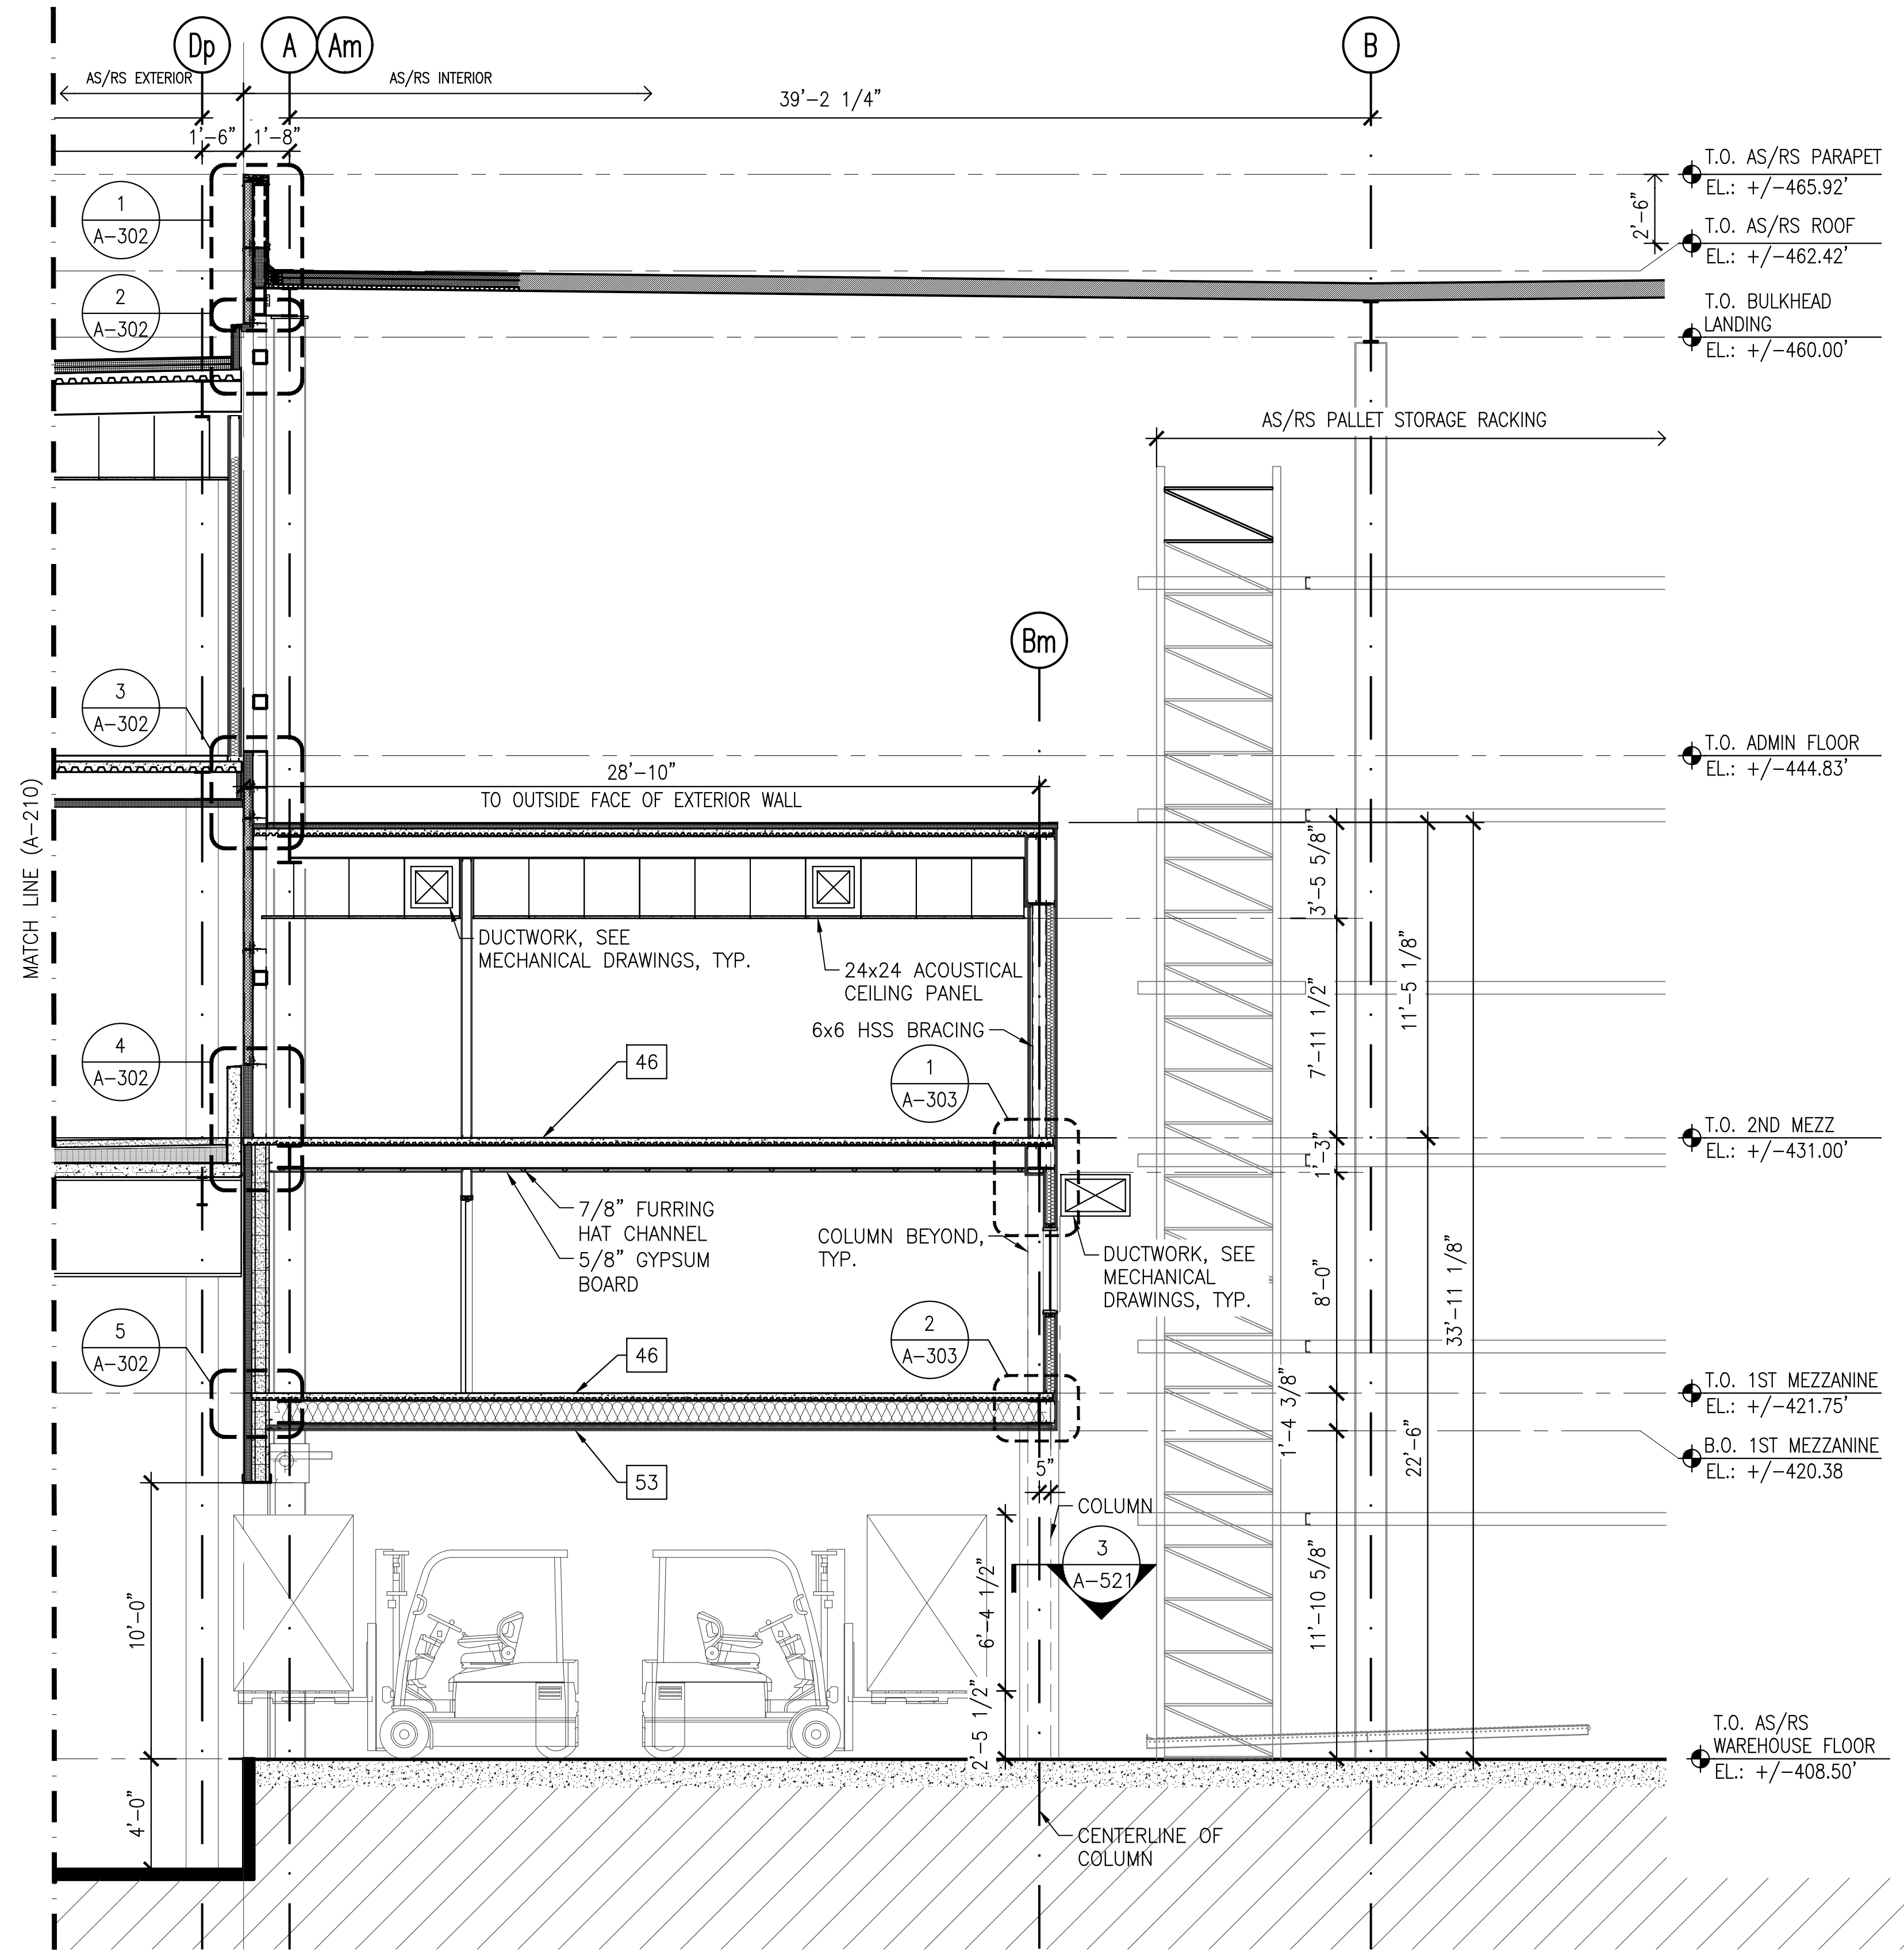 Dp
A
Am
B
AS/RS EXTERIOR
AS/RS INTERIOR
39'-2 1/4"
1'-6"
1'-8"
T.O. AS/RS PARAPET
EL.: +/-465.92'
2'-6"
T.O. AS/RS ROOF
EL.: +/-462.42'
1
A-302
2
A-302
T.O. BULKHEAD
LANDING
EL.: +/-460.00'
AS/RS PALLET STORAGE RACKING
Bm
3
A-302
T.O. ADMIN FLOOR
EL.: +/-444.83'
28'-10"
TO OUTSIDE FACE OF EXTERIOR WALL
MATCH LINE (A-210)
3'-5 5/8"
DUCTWORK, SEE
MECHANICAL DRAWINGS, TYP.
24x24 ACOUSTICAL
CEILING PANEL
11'-5 1/8"
7'-11 1/2"
6x6 HSS BRACING
4
A-302
46
1
A-303
T.O. 2ND MEZZ
EL.: +/-431.00'
1'-3"
7/8" FURRING
HAT CHANNEL
5/8" GYPSUM
BOARD
COLUMN BEYOND,
TYP.
DUCTWORK, SEE
MECHANICAL
DRAWINGS, TYP.
8'-0"
33'-11 1/8"
5
A-302
46
2
A-303
T.O. 1ST MEZZANINE
EL.: +/-421.75'
1'-4 3/8"
22'-6"
B.O. 1ST MEZZANINE
EL.: +/-420.38
53
5"
COLUMN
3
A-521
10'-0"
6'-4 1/2"
11'-10 5/8"
2'-5 1/2"
T.O. AS/RS
WAREHOUSE FLOOR
EL.: +/-408.50'
4'-0"
CENTERLINE OF
COLUMN